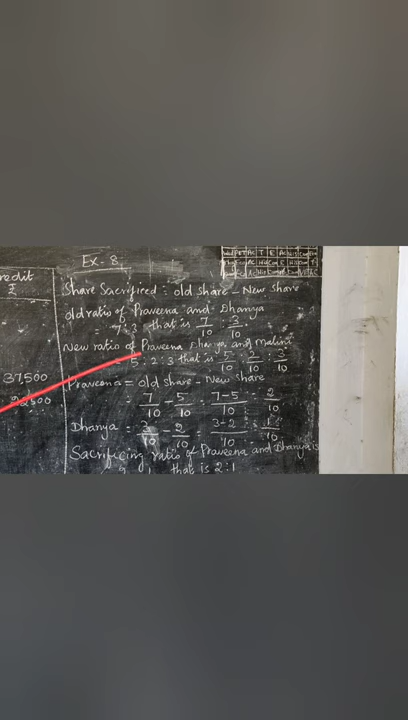 Ex-8.
redit
₹
Share Sacrificed = old share - New share
old ratio of Praveena and Dhanya
= 7:3 that is 7/10 : 3/10
New ratio of Praveena Dhanya and Malini
5:2:3 that is 5/10 : 2/10 : 3/10
37,500
Praveena = old share - New share
= 7/10 - 5/10 = 7-5/10 = 2/10
Dhanya = 3/10 - 2/10 = 3-2/10 = 1/10
Sacrificing ratio of Praveena and Dhanya is
that is 2:1